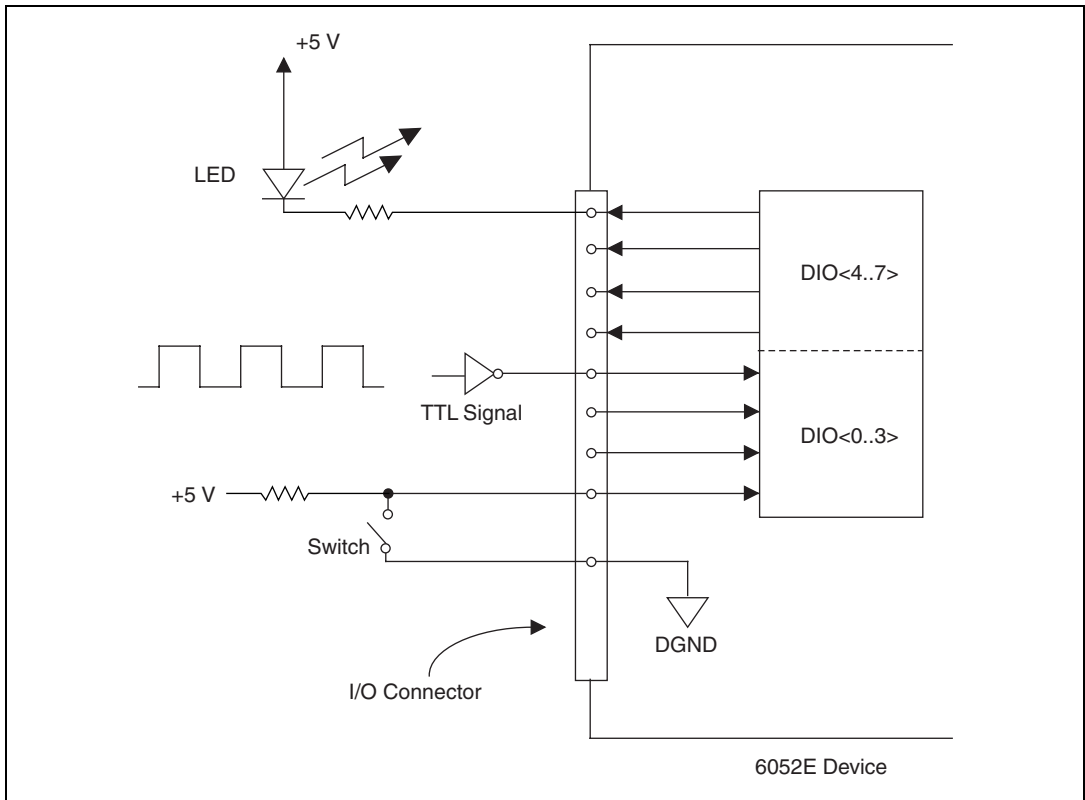 +5 V
LED
DIO<4..7>
TTL Signal
DIO<0..3>
+5 V
Switch
DGND
I/O Connector
6052E Device